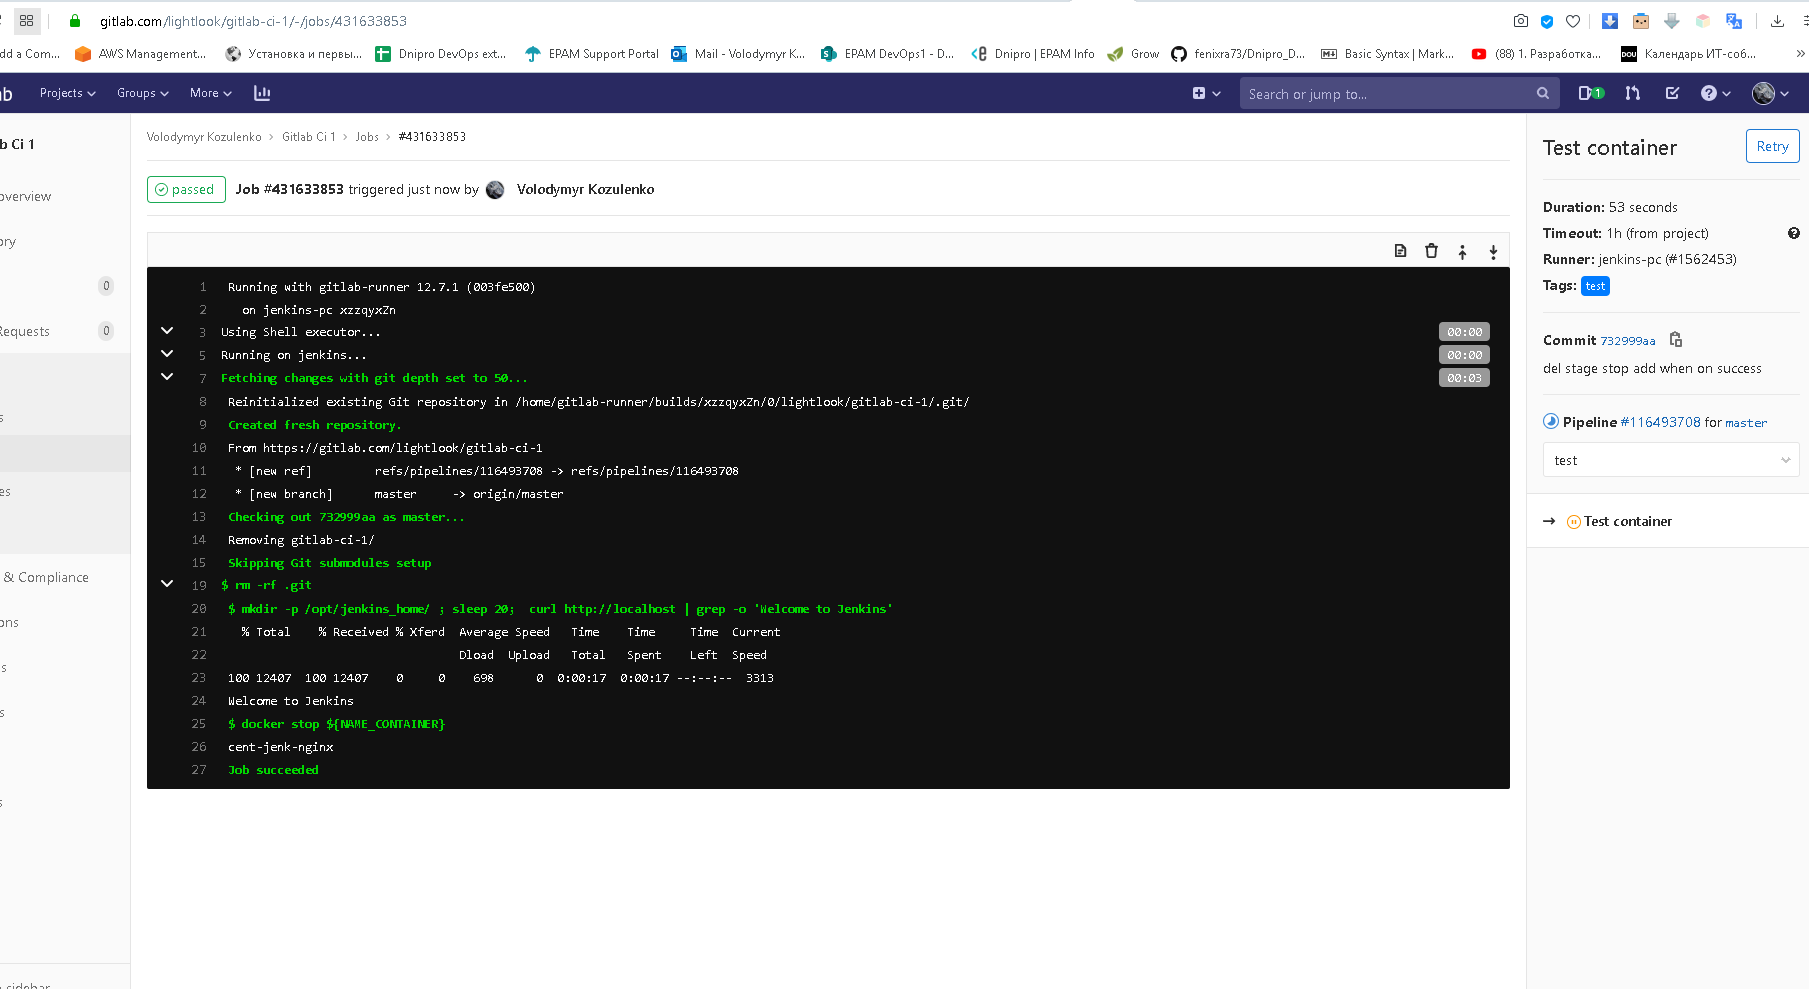 gitlab.com/lightlook/gitlab-ci-1/-/jobs/431633853
dd a Com... AWS Management... Установка и первы... Dnipro DevOps ext... EPAM Support Portal Mail - Volodymyr K... EPAM DevOps1 - D... Dnipro | EPAM Info Grow fenixra73/Dnipro_D... Basic Syntax | Mark... (88) 1. Разработка... DOU Календарь ИТ-соб... »
ab Projects Groups More Search or jump to... 1
b Ci 1
overview
ory
0
Requests 0
s
es
& Compliance
ons
s
s
s
sidebar
Volodymyr Kozulenko > Gitlab Ci 1 > Jobs > #431633853
passed Job #431633853 triggered just now by Volodymyr Kozulenko
1 Running with gitlab-runner 12.7.1 (003fe500)
2 on jenkins-pc xzzqyxZn
3 Using Shell executor... 00:00
5 Running on jenkins... 00:00
7 Fetching changes with git depth set to 50... 00:03
8 Reinitialized existing Git repository in /home/gitlab-runner/builds/xzzqyxZn/0/lightlook/gitlab-ci-1/.git/
9 Created fresh repository.
10 From https://gitlab.com/lightlook/gitlab-ci-1
11 * [new ref] refs/pipelines/116493708 -> refs/pipelines/116493708
12 * [new branch] master -> origin/master
13 Checking out 732999aa as master...
14 Removing gitlab-ci-1/
15 Skipping Git submodules setup
19 $ rm -rf .git
20 $ mkdir -p /opt/jenkins_home/ ; sleep 20; curl http://localhost | grep -o 'Welcome to Jenkins'
21 % Total % Received % Xferd Average Speed Time Time Time Current
22 Dload Upload Total Spent Left Speed
23 100 12407 100 12407 0 0 698 0 0:00:17 0:00:17 --:--:-- 3313
24 Welcome to Jenkins
25 $ docker stop ${NAME_CONTAINER}
26 cent-jenk-nginx
27 Job succeeded
Test container Retry
Duration: 53 seconds
Timeout: 1h (from project)
Runner: jenkins-pc (#1562453)
Tags: test
Commit 732999aa
del stage stop add when on success
Pipeline #116493708 for master
test
→ Test container